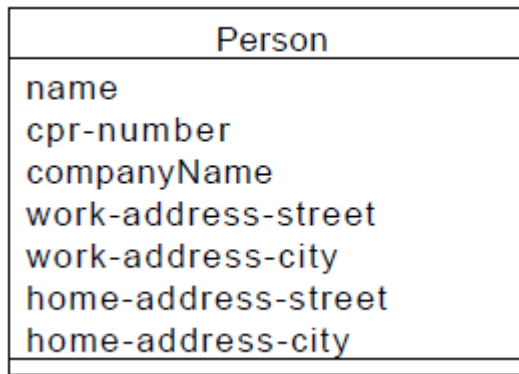 Person
name
cpr-number
companyName
work-address-street
work-address-city
home-address-street
home-address-city